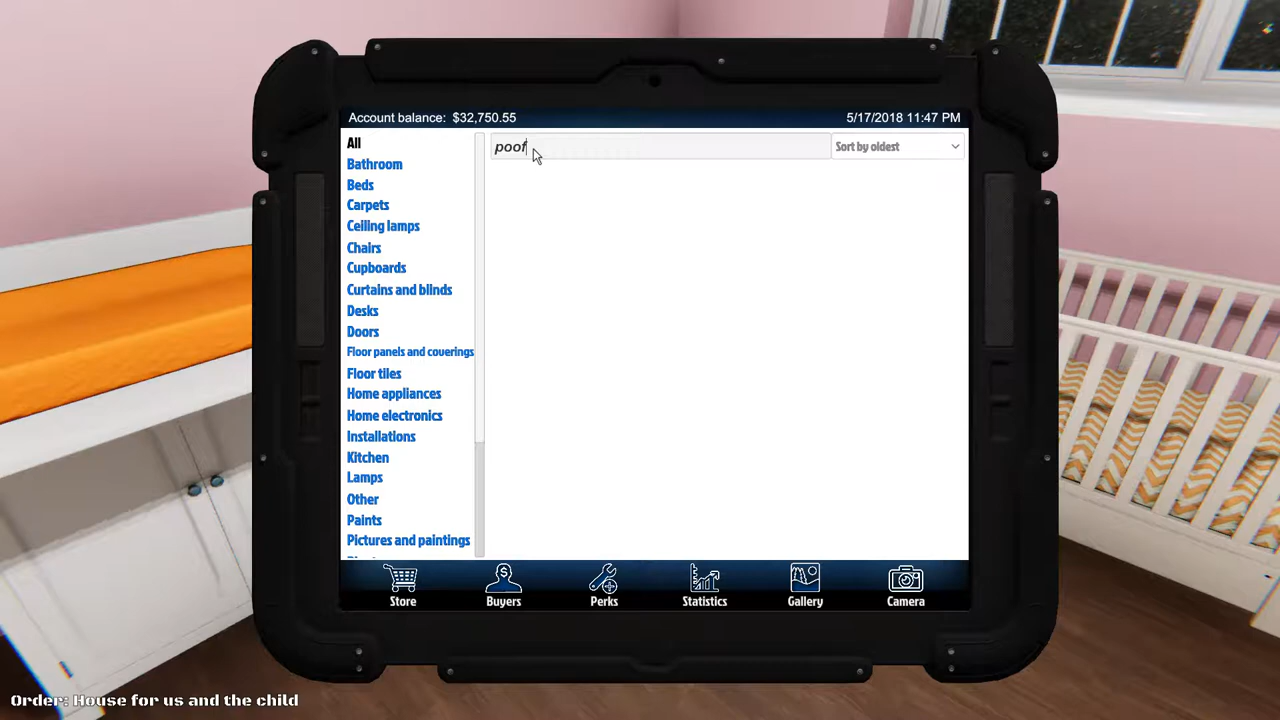 Account balance: $32,750.55
5/17/2018 11:47 PM
poof
Sort by oldest
All
Bathroom
Beds
Carpets
Ceiling lamps
Chairs
Cupboards
Curtains and blinds
Desks
Doors
Floor panels and coverings
Floor tiles
Home appliances
Home electronics
Installations
Kitchen
Lamps
Other
Paints
Pictures and paintings
Store
Buyers
Perks
Statistics
Gallery
Camera
Order: House for us and the child